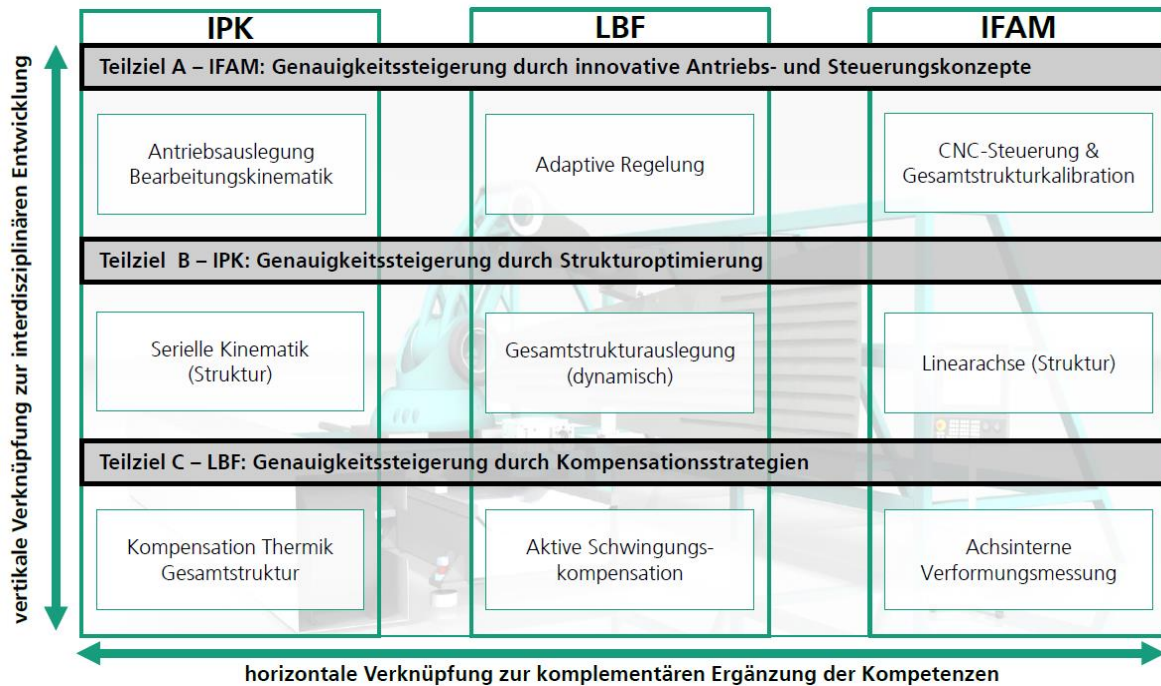 IPK LBF IFAM
Teilziel A – IFAM: Genauigkeitssteigerung durch innovative Antriebs- und Steuerungskonzepte
Antriebsauslegung
Bearbeitungskinematik
Adaptive Regelung
CNC-Steuerung &
Gesamtstrukturkalibration
Teilziel B – IPK: Genauigkeitssteigerung durch Strukturoptimierung
Serielle Kinematik
(Struktur)
Gesamtstrukturauslegung
(dynamisch)
Linearachse (Struktur)
Teilziel C – LBF: Genauigkeitssteigerung durch Kompensationsstrategien
Kompensation Thermik
Gesamtstruktur
Aktive Schwingungs-
kompensation
Achsinterne
Verformungsmessung
vertikale Verknüpfung zur interdisziplinären Entwicklung
horizontale Verknüpfung zur komplementären Ergänzung der Kompetenzen